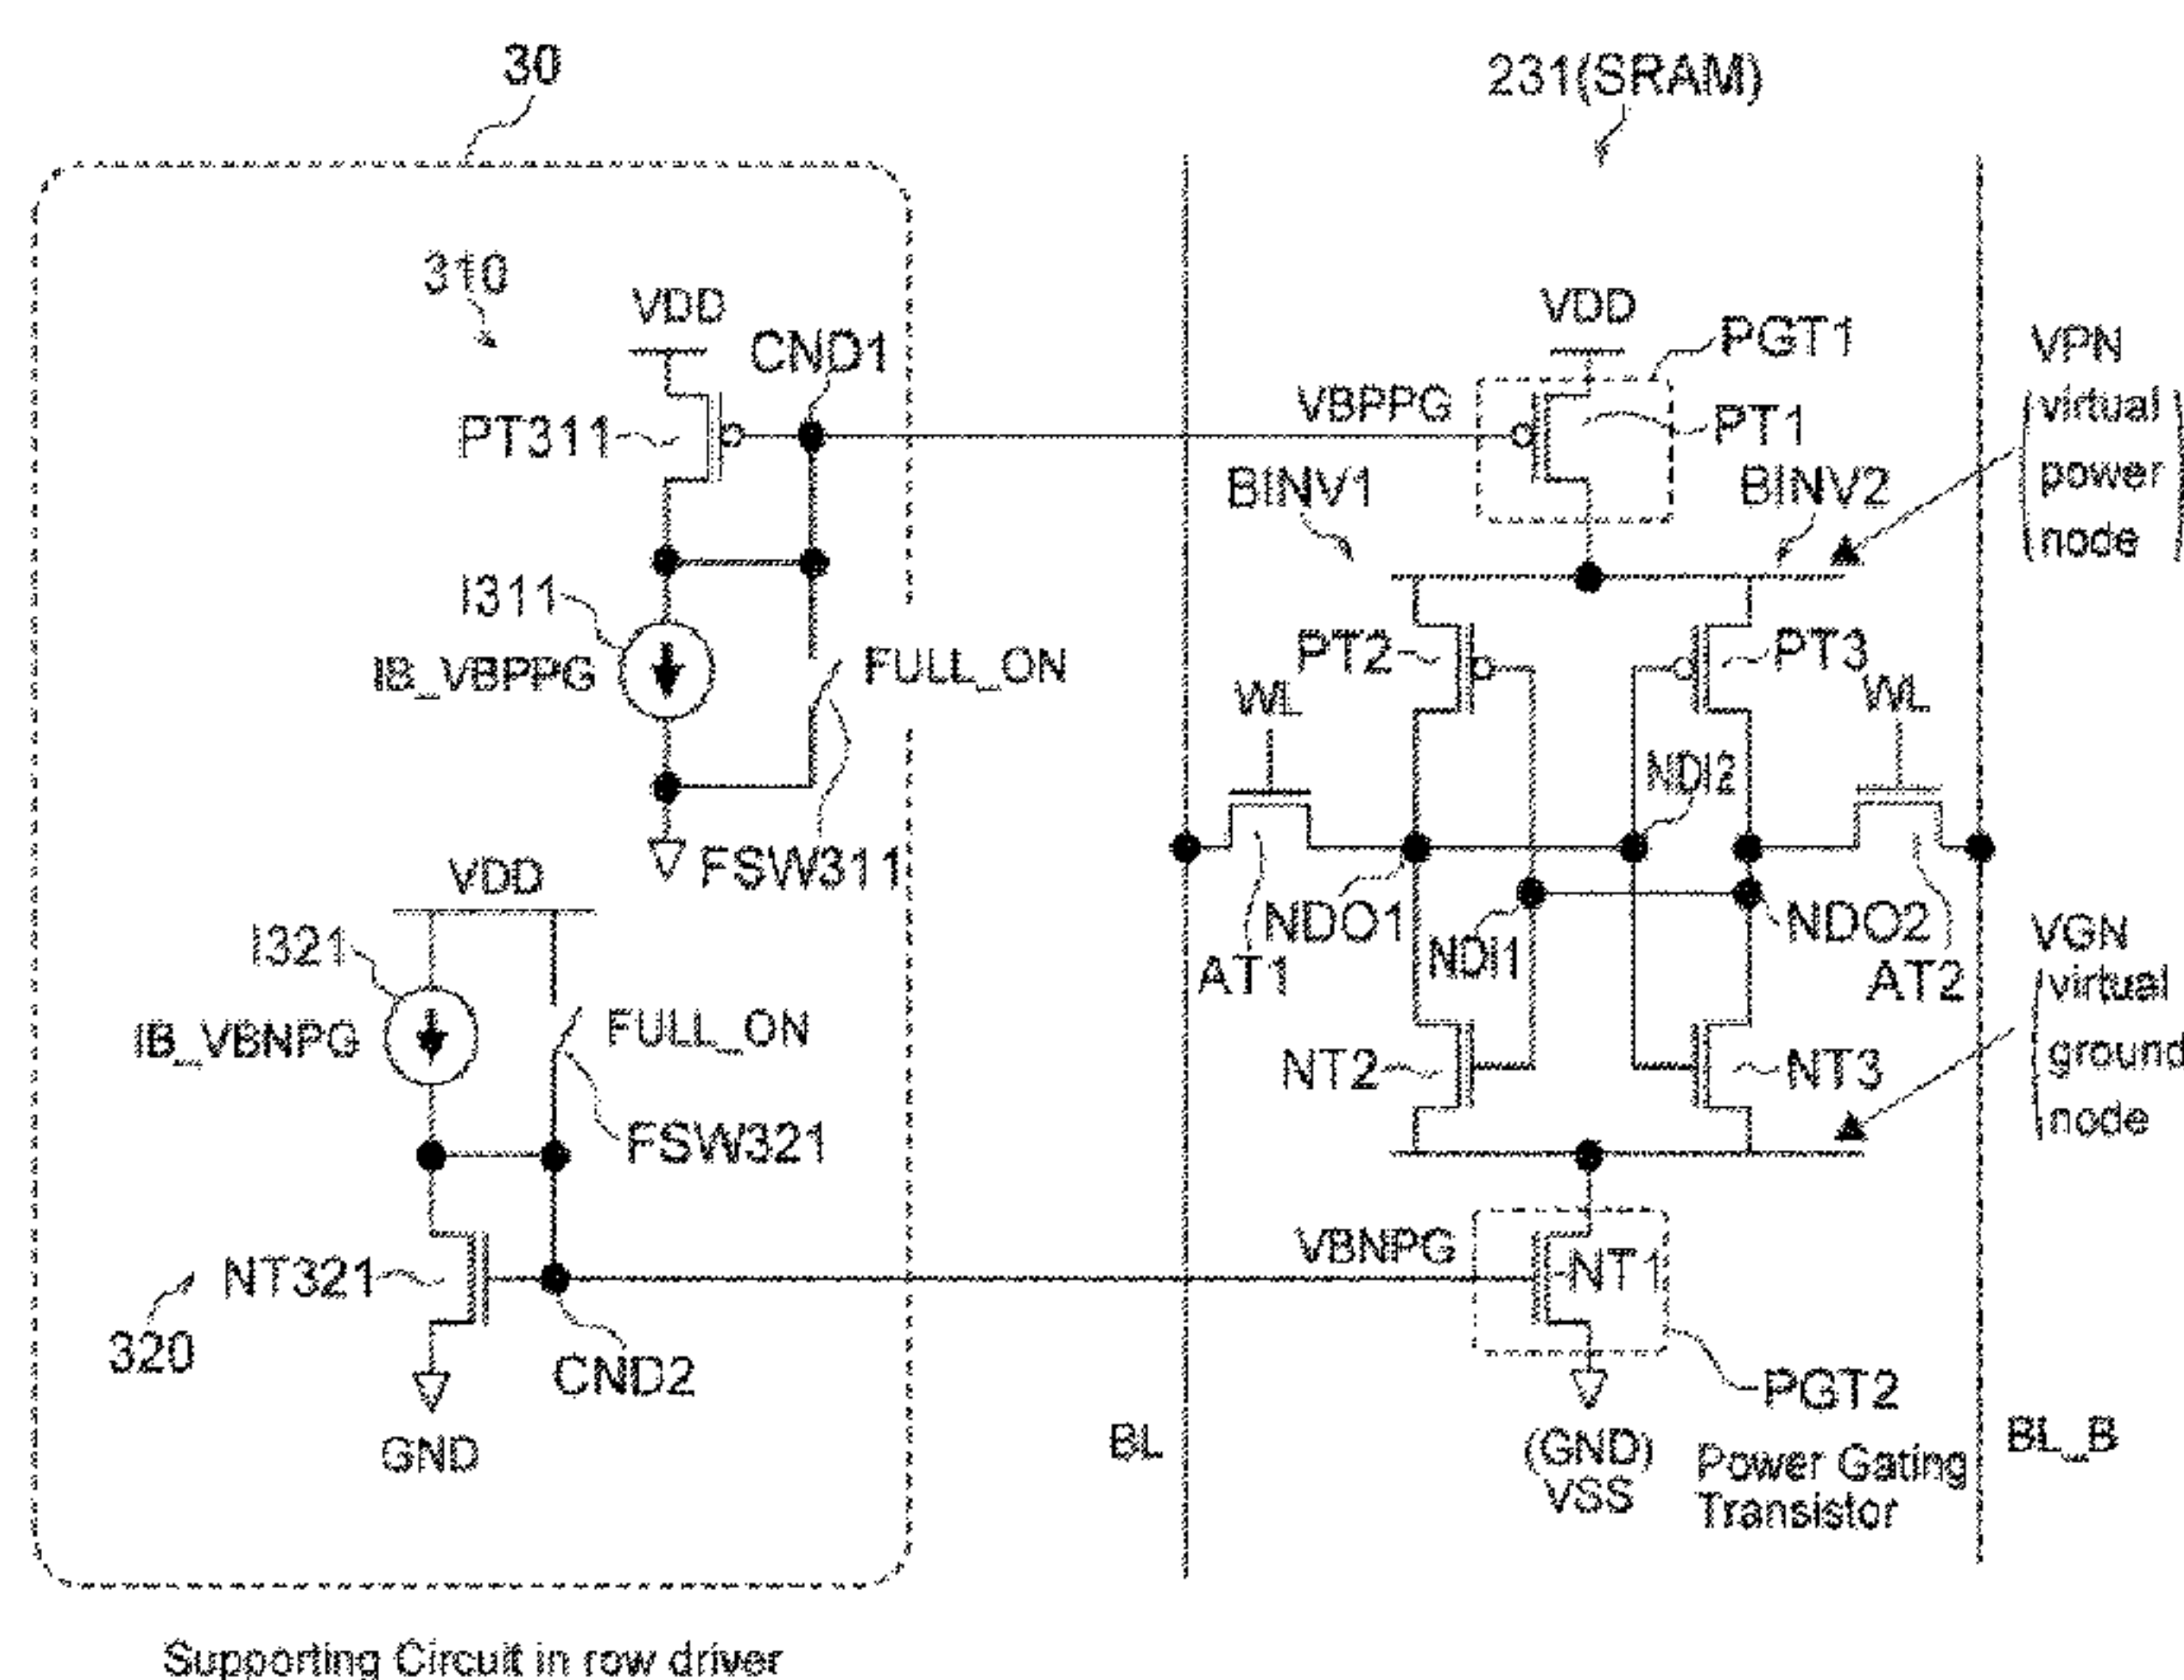 30
231(SRAM)
310
VDD
CND1
PT311
I311
IB_VBPPG
FULL_ON
FSW311
VDD
I321
IB_VBNPG
FULL_ON
FSW321
NT321
320
CND2
GND
VDD
PGT1
VBPPG
PT1
BINV1
BINV2
VPN
virtual
power
node
PT2
PT3
WL
WL
NDI2
NDO1
NDI1
NDO2
AT1
AT2
VGN
virtual
ground
node
NT2
NT3
VBNPG
NT1
PGT2
BL
(GND)
VSS
Power Gating
Transistor
BL_B
Supporting Circuit in row driver